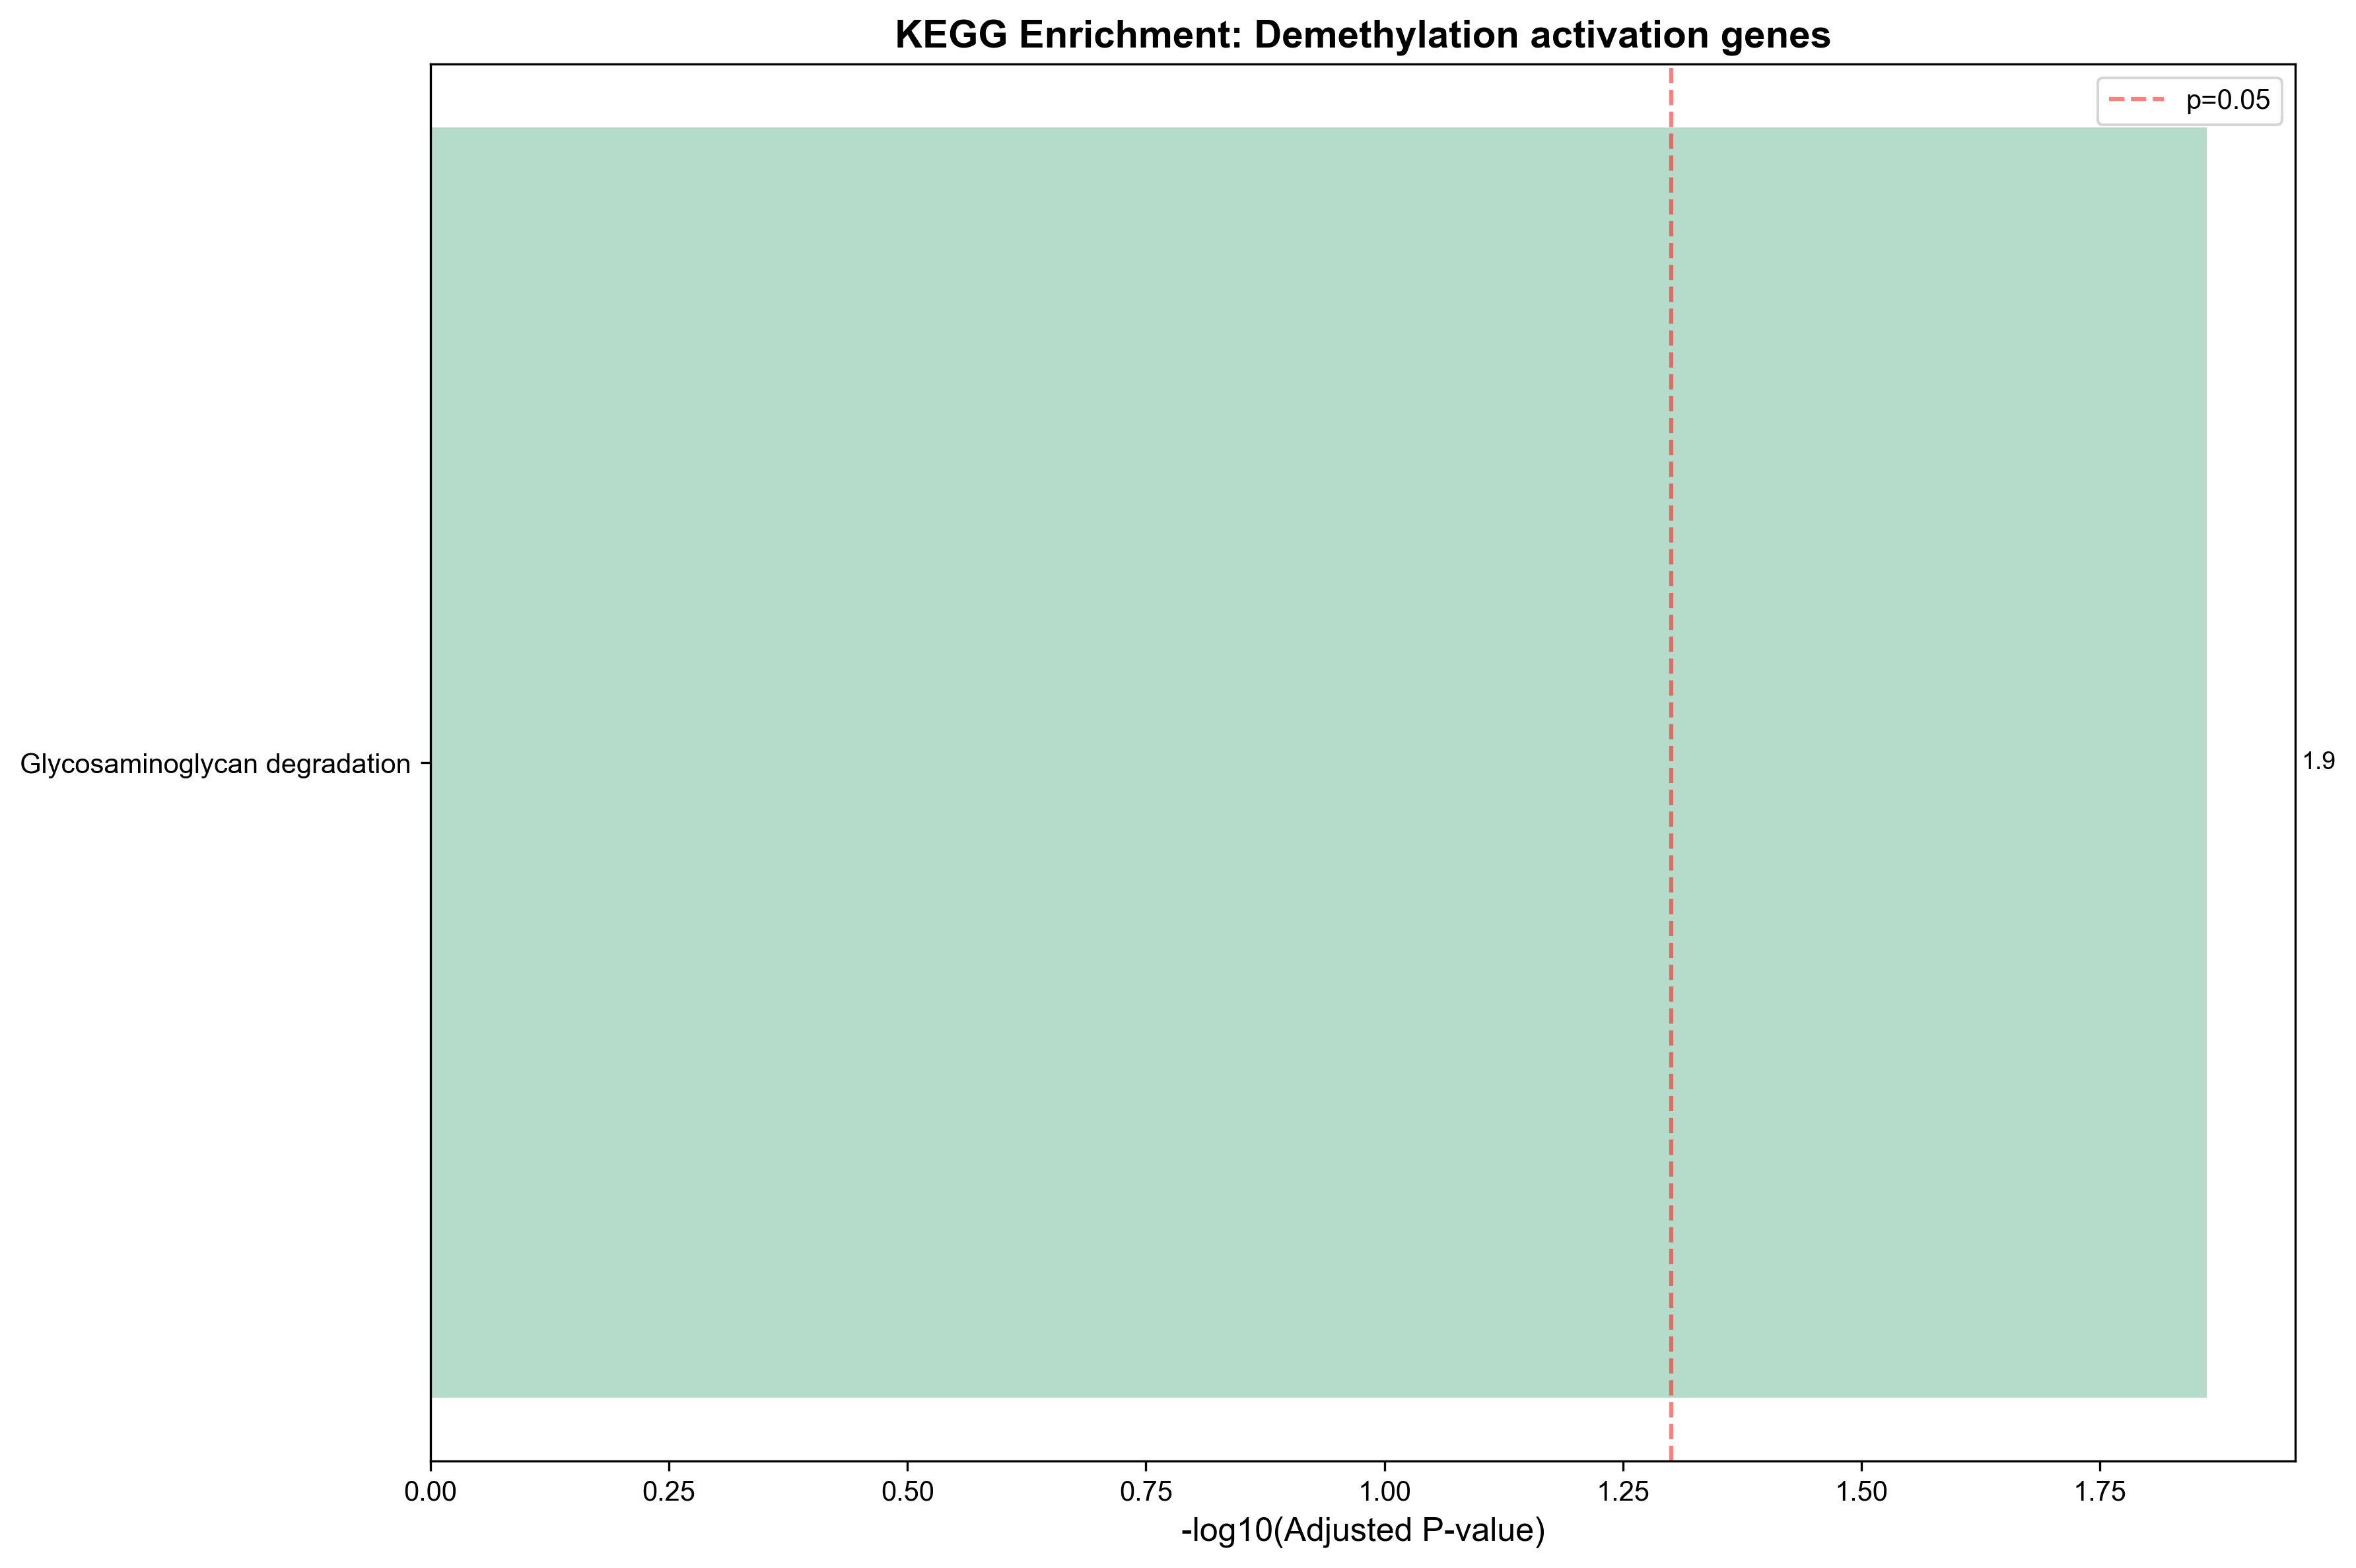 KEGG Enrichment: Demethylation activation genes
p=0.05
Glycosaminoglycan degradation
1.9
0.00 0.25 0.50 0.75 1.00 1.25 1.50 1.75
-log10(Adjusted P-value)